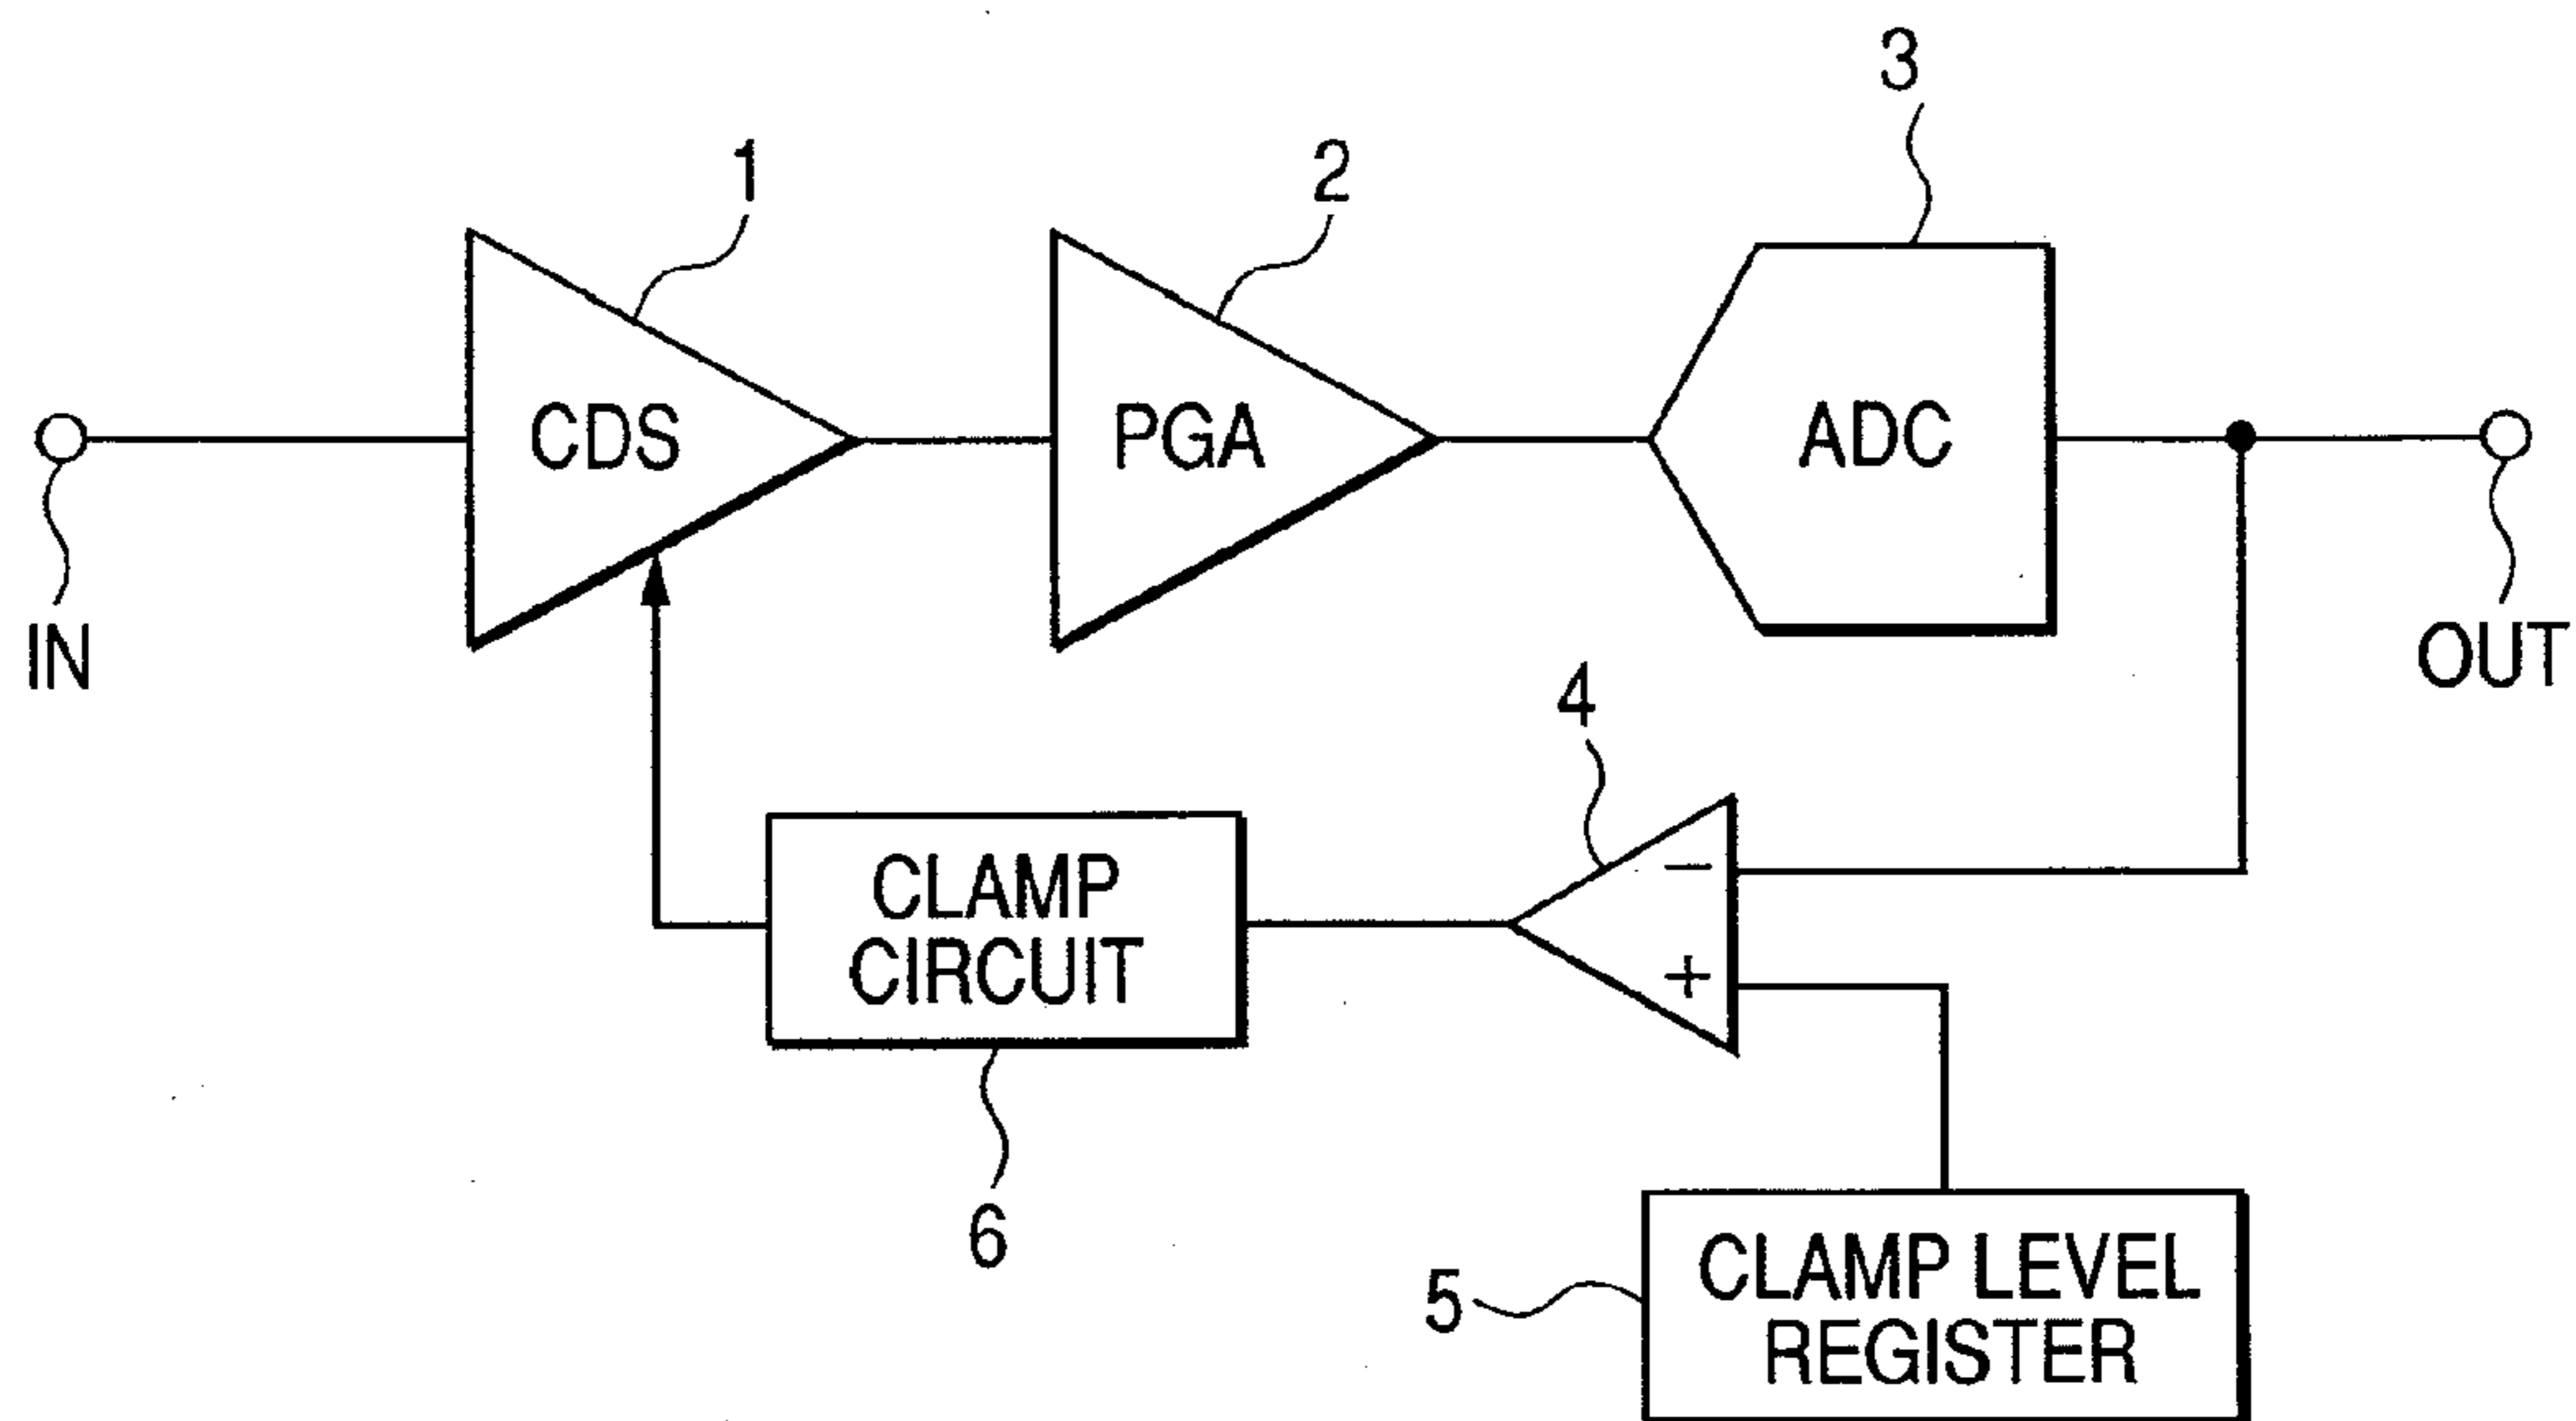 3
1
2
CDS
PGA
ADC
IN
OUT
4
−
+
CLAMP
CIRCUIT
6
5
CLAMP LEVEL
REGISTER